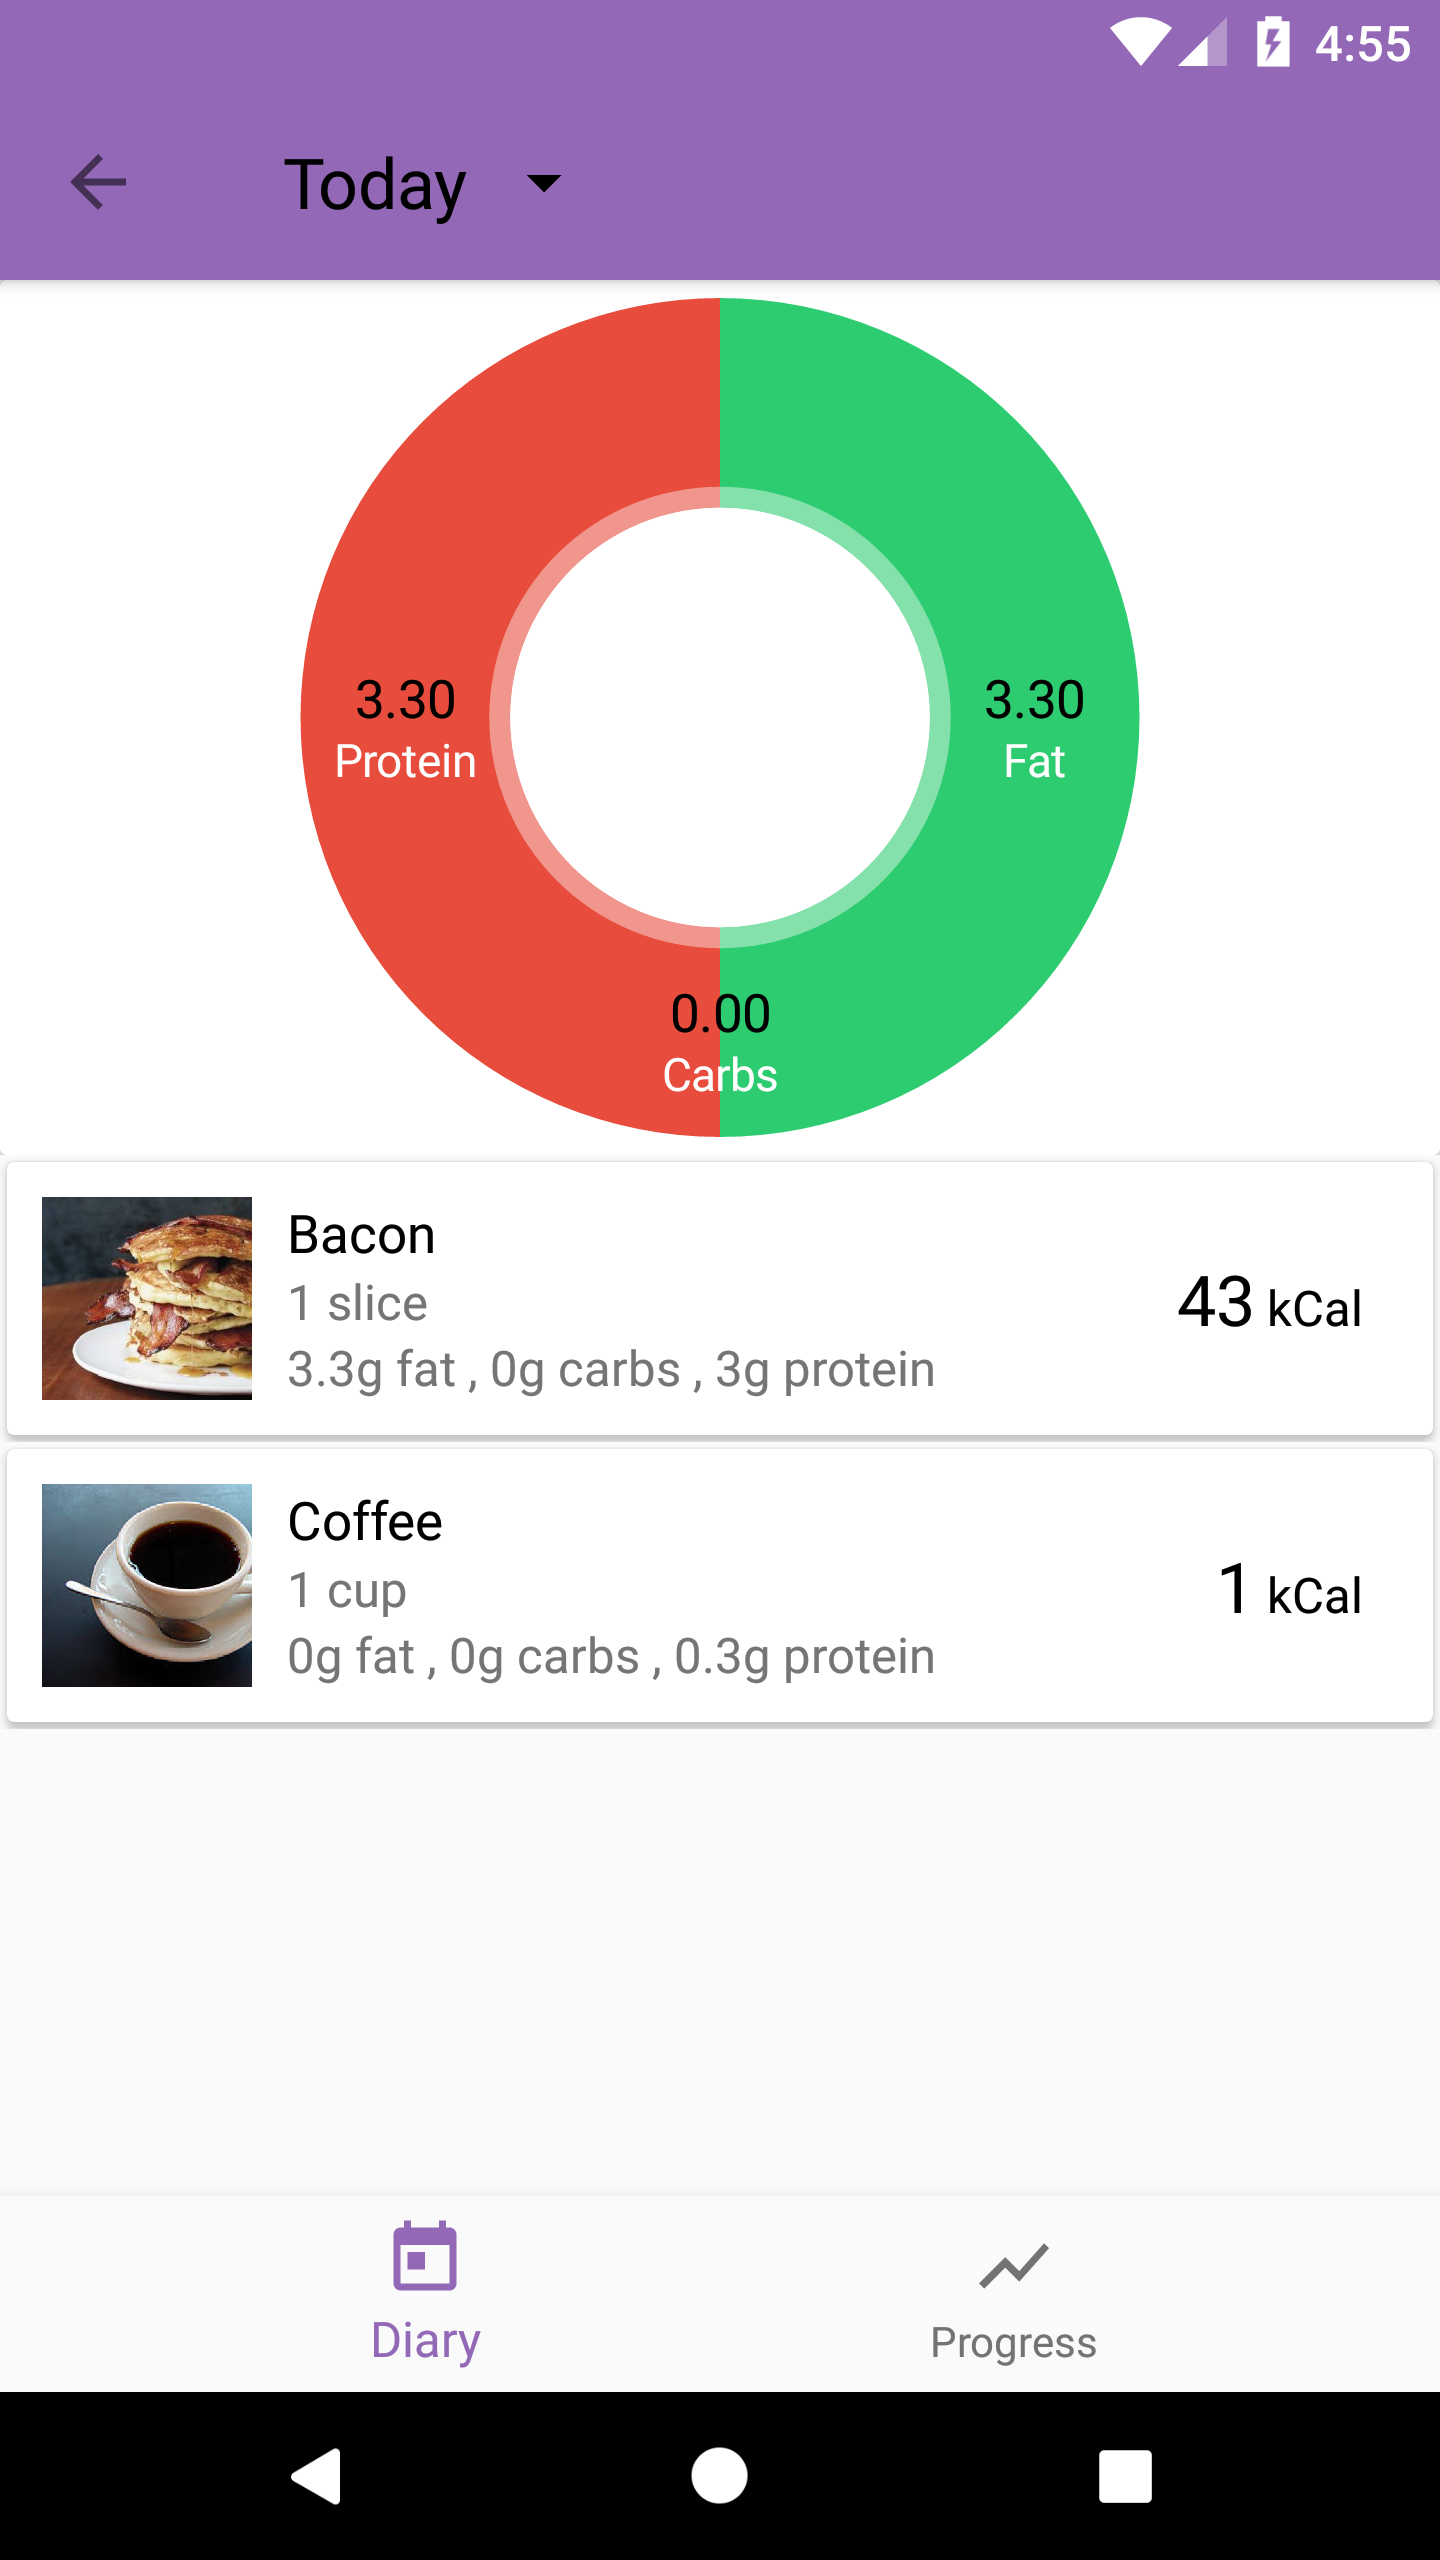 4:55
Today
3.30
Protein
3.30
Fat
0.00
Carbs
Bacon
1 slice
3.3g fat , 0g carbs , 3g protein
43 kCal
Coffee
1 cup
0g fat , 0g carbs , 0.3g protein
1 kCal
Diary
Progress